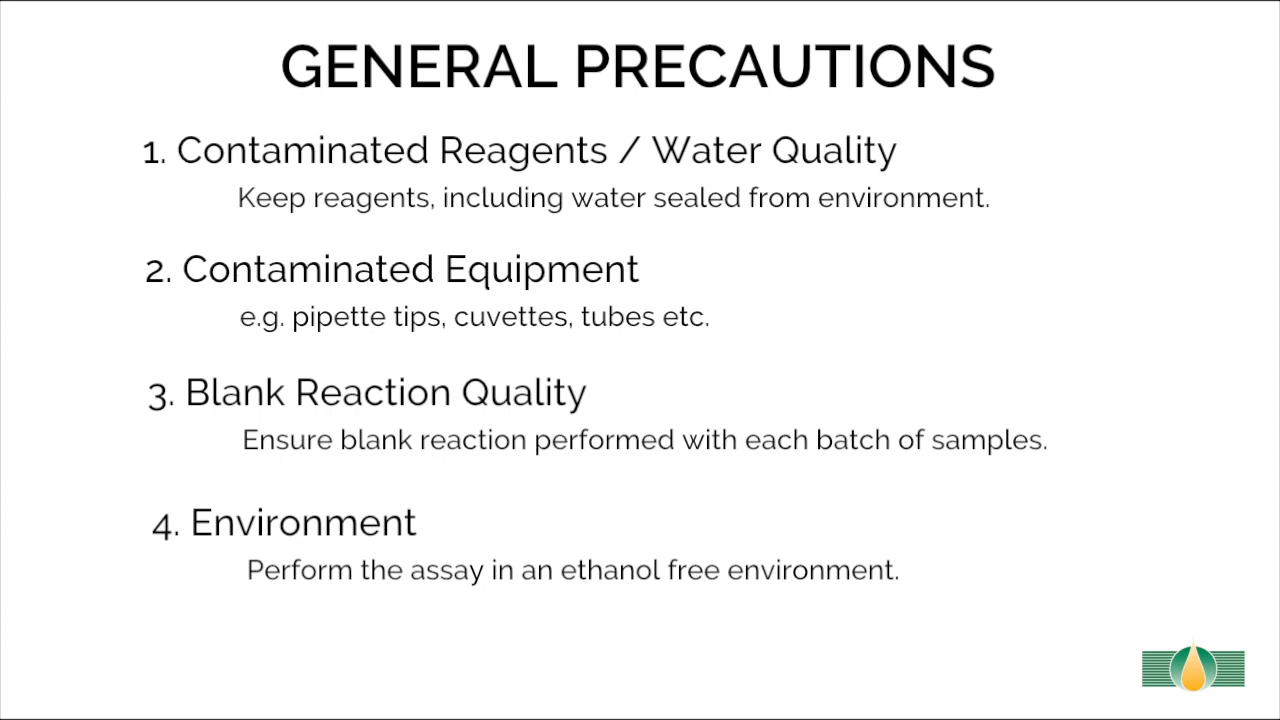 GENERAL PRECAUTIONS
1. Contaminated Reagents / Water Quality
Keep reagents, including water sealed from environment.
2. Contaminated Equipment
e.g. pipette tips, cuvettes, tubes etc.
3. Blank Reaction Quality
Ensure blank reaction performed with each batch of samples.
4. Environment
Perform the assay in an ethanol free environment.